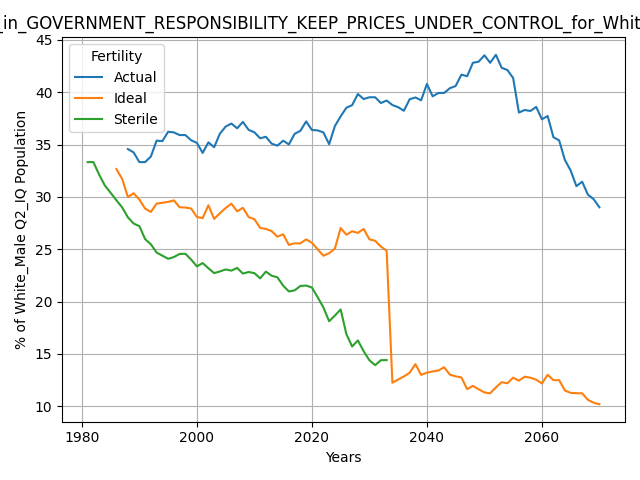 _in_GOVERNMENT_RESPONSIBILITY_KEEP_PRICES_UNDER_CONTROL_for_Whit
Fertility
Actual
Ideal
Sterile
% of White_Male Q2_IQ Population
45
40
35
30
25
20
15
10
1980 2000 2020 2040 2060
Years